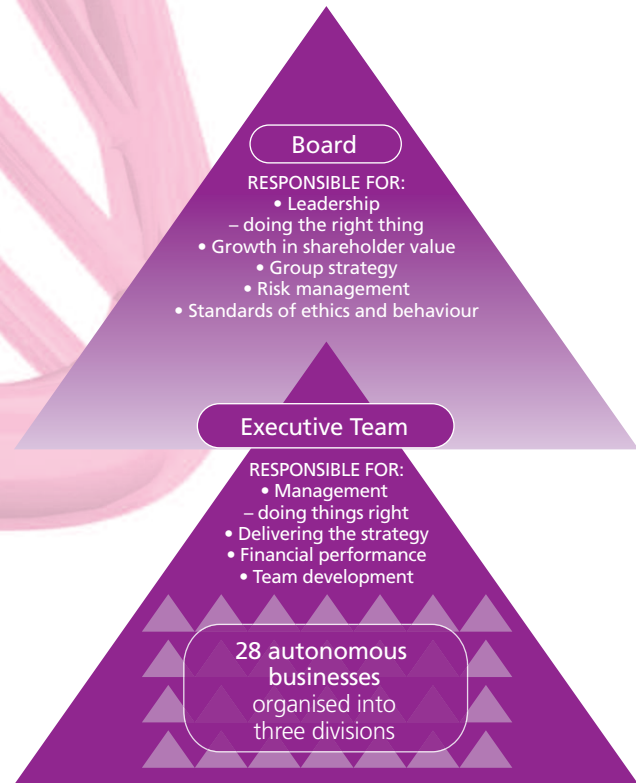 Board
RESPONSIBLE FOR:
• Leadership
– doing the right thing
• Growth in shareholder value
• Group strategy
• Risk management
• Standards of ethics and behaviour
Executive Team
RESPONSIBLE FOR:
• Management
– doing things right
• Delivering the strategy
• Financial performance
• Team development
28 autonomous
businesses
organised into
three divisions